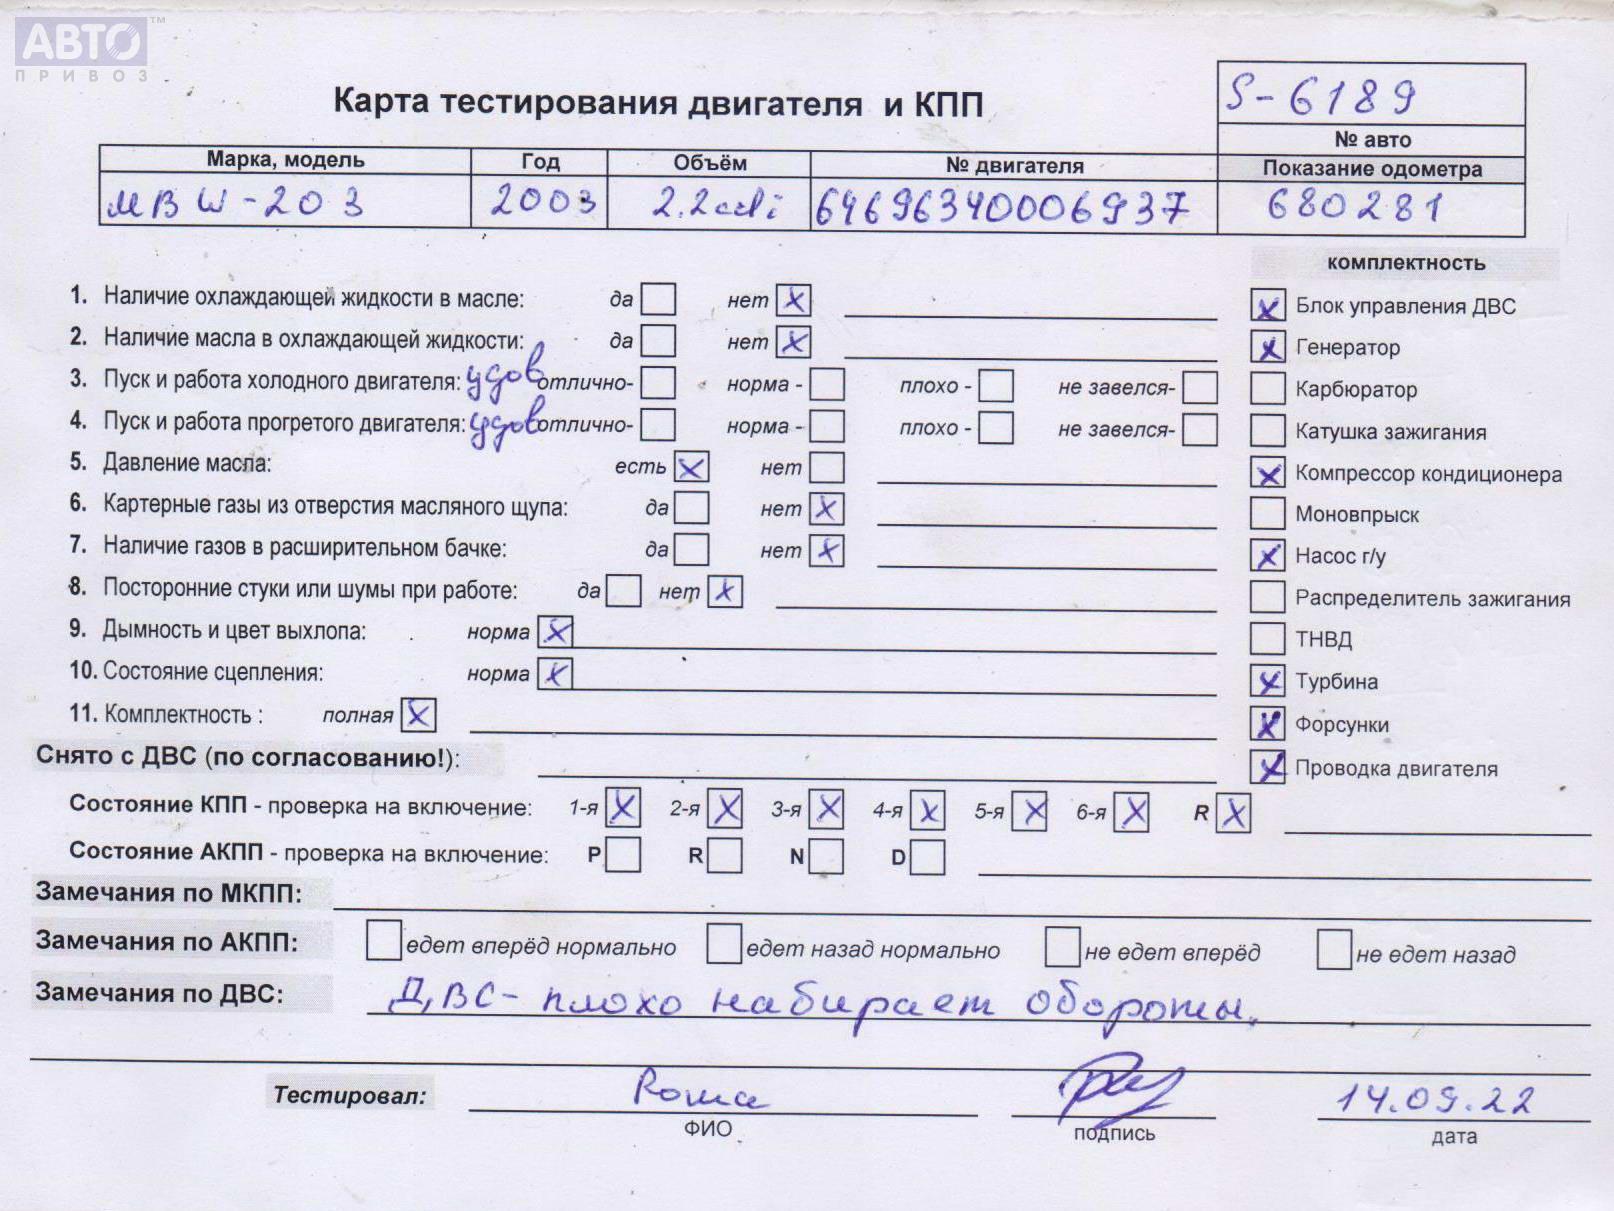 АВТО™
ПРИВОЗ
S-6189
Карта тестирования двигателя и КПП
№ авто
Марка, модель Год Объём № двигателя Показание одометра
МВ W-203 2003 2.2cdi 64696340006937 680281
комплектность
1. Наличие охлаждающей жидкости в масле: да нет x
Блок управления ДВС x
2. Наличие масла в охлаждающей жидкости: да нет x
Генератор x
3. Пуск и работа холодного двигателя: удов отлично- норма - плохо - не завелся-
Карбюратор
4. Пуск и работа прогретого двигателя: удов отлично- норма - плохо - не завелся-
Катушка зажигания
5. Давление масла: есть x нет
Компрессор кондиционера x
6. Картерные газы из отверстия масляного щупа: да нет x
Моновпрыск
7. Наличие газов в расширительном бачке: да нет x
Насос г/у x
8. Посторонние стуки или шумы при работе: да нет x
Распределитель зажигания
9. Дымность и цвет выхлопа: норма x
ТНВД
10. Состояние сцепления: норма x
Турбина x
11. Комплектность : полная x
Форсунки x
Снято с ДВС (по согласованию!):
Проводка двигателя x
Состояние КПП - проверка на включение: 1-я x 2-я x 3-я x 4-я x 5-я x 6-я x R x
Состояние АКПП - проверка на включение: P R N D
Замечания по МКПП:
Замечания по АКПП: едет вперёд нормально едет назад нормально не едет вперёд не едет назад
Замечания по ДВС: ДВС- плохо набирает обороты.
Тестировал: Рома 14.09.22
ФИО подпись дата